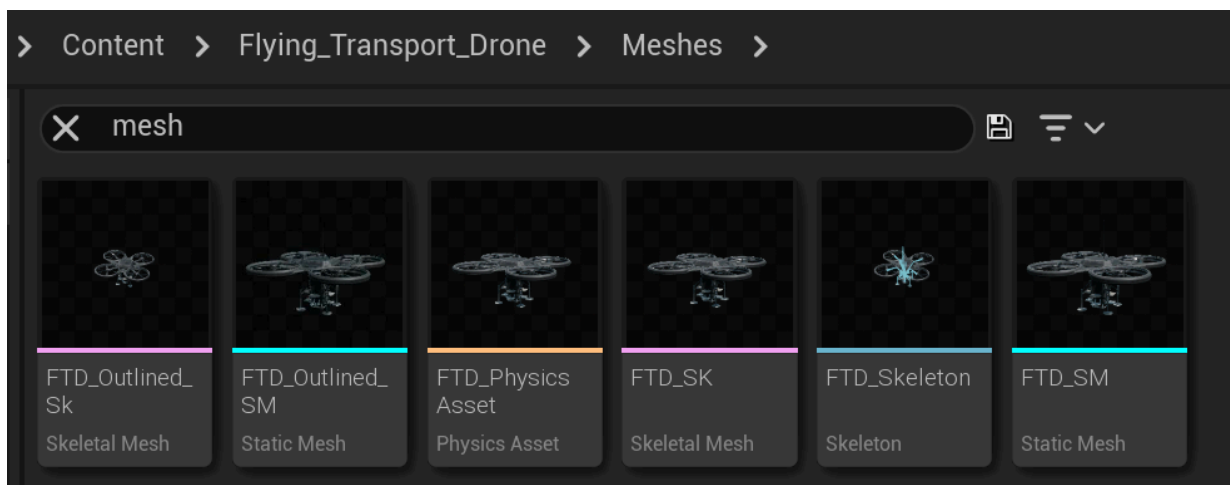 Content > Flying_Transport_Drone > Meshes >
mesh
FTD_Outlined_
Sk
Skeletal Mesh
FTD_Outlined_
SM
Static Mesh
FTD_Physics
Asset
Physics Asset
FTD_SK
Skeletal Mesh
FTD_Skeleton
Skeleton
FTD_SM
Static Mesh